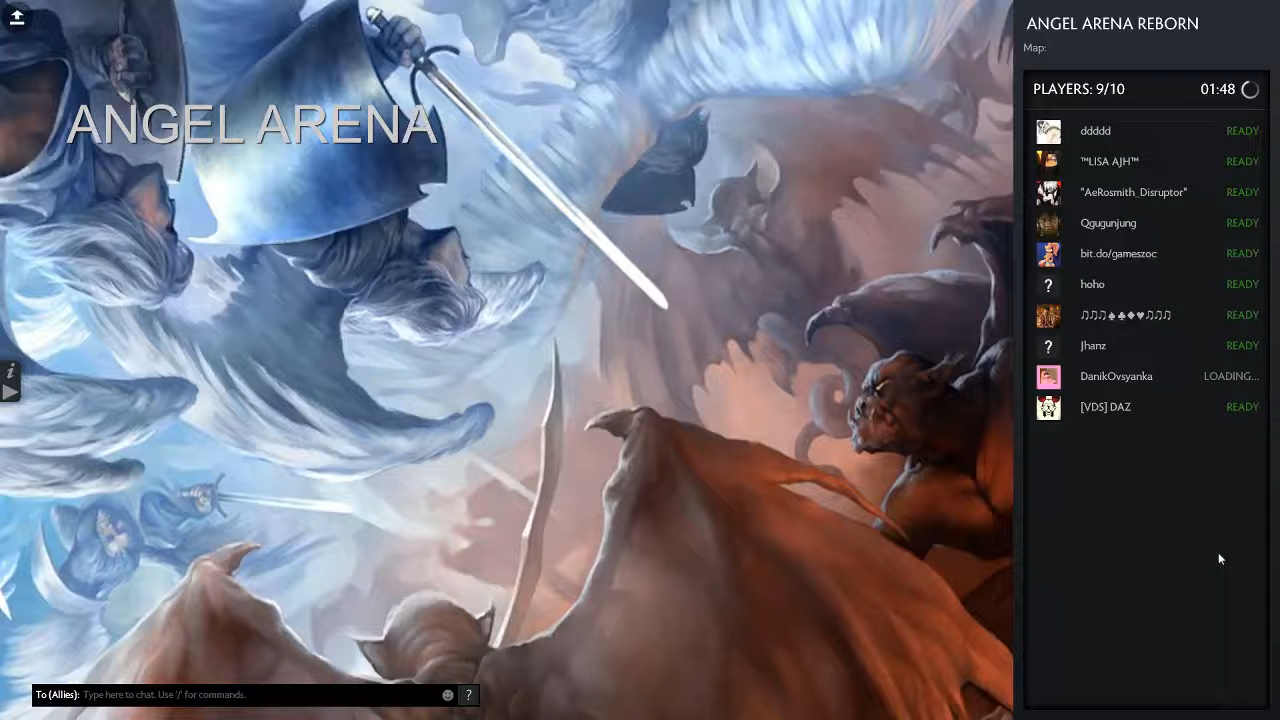 ANGEL ARENA REBORN
Map:
ANGEL ARENA
PLAYERS: 9/10 01:48
ddddd READY
™LISA AJH™ READY
"AeRosmith_Disruptor" READY
Qgugunjung READY
bit.do/gameszoc READY
? hoho READY
♫♫♫♠♣♦♥♫♫♫ READY
? Jhanz READY
DanikOvsyanka LOADING...
[VDS] DAZ READY
To (Allies): Type here to chat. Use '/' for commands. ?